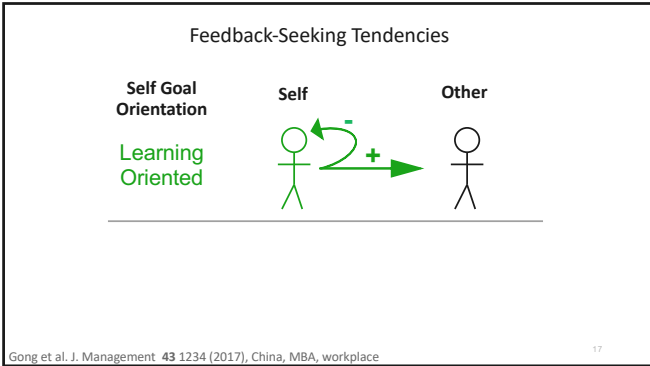 Feedback-Seeking Tendencies
Self Goal
Orientation
Self
Other
Learning
Oriented
-
+
Gong et al. J. Management 43 1234 (2017), China, MBA, workplace
17